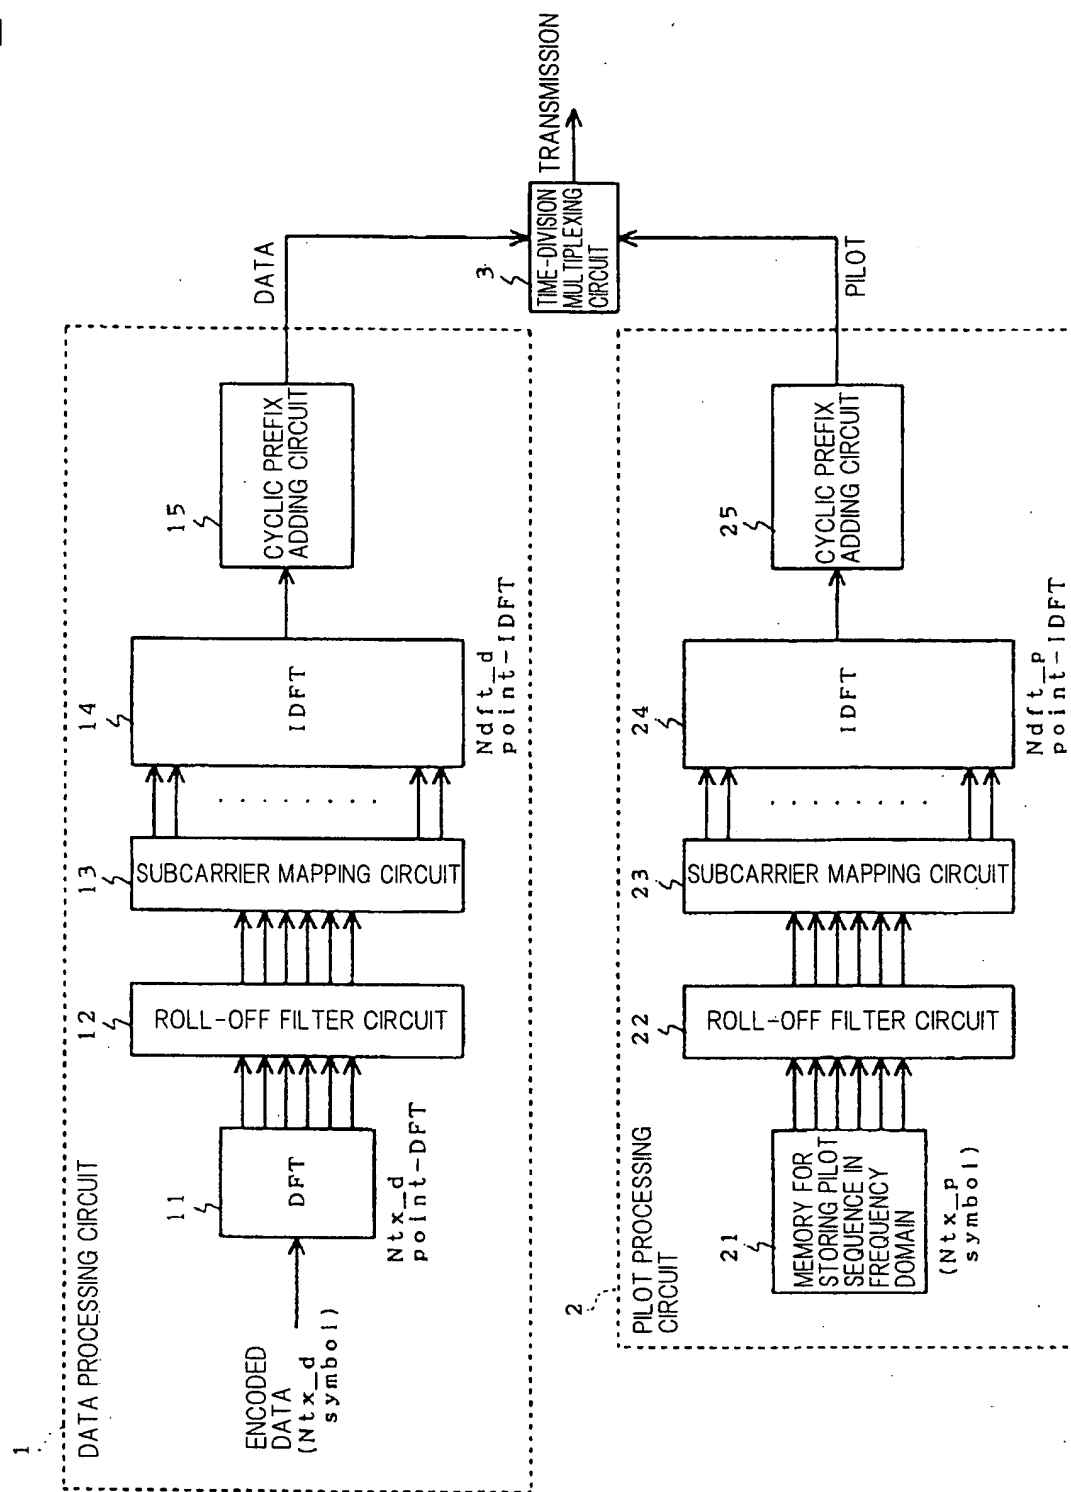 1
DATA PROCESSING CIRCUIT
ENCODED
DATA
(Ntx_d
symbol)
11
DFT
Ntx_d
point-DFT
12
ROLL-OFF FILTER CIRCUIT
13
SUBCARRIER MAPPING CIRCUIT
14
IDFT
Ndft_d
point-IDFT
15
CYCLIC PREFIX
ADDING CIRCUIT
DATA
3
TIME-DIVISION
MULTIPLEXING
CIRCUIT
TRANSMISSION
2
PILOT PROCESSING
CIRCUIT
21
MEMORY FOR
STORING PILOT
SEQUENCE IN
FREQUENCY
DOMAIN
(Ntx_p
symbol)
22
ROLL-OFF FILTER CIRCUIT
23
SUBCARRIER MAPPING CIRCUIT
24
IDFT
Ndft_p
point-IDFT
25
CYCLIC PREFIX
ADDING CIRCUIT
PILOT